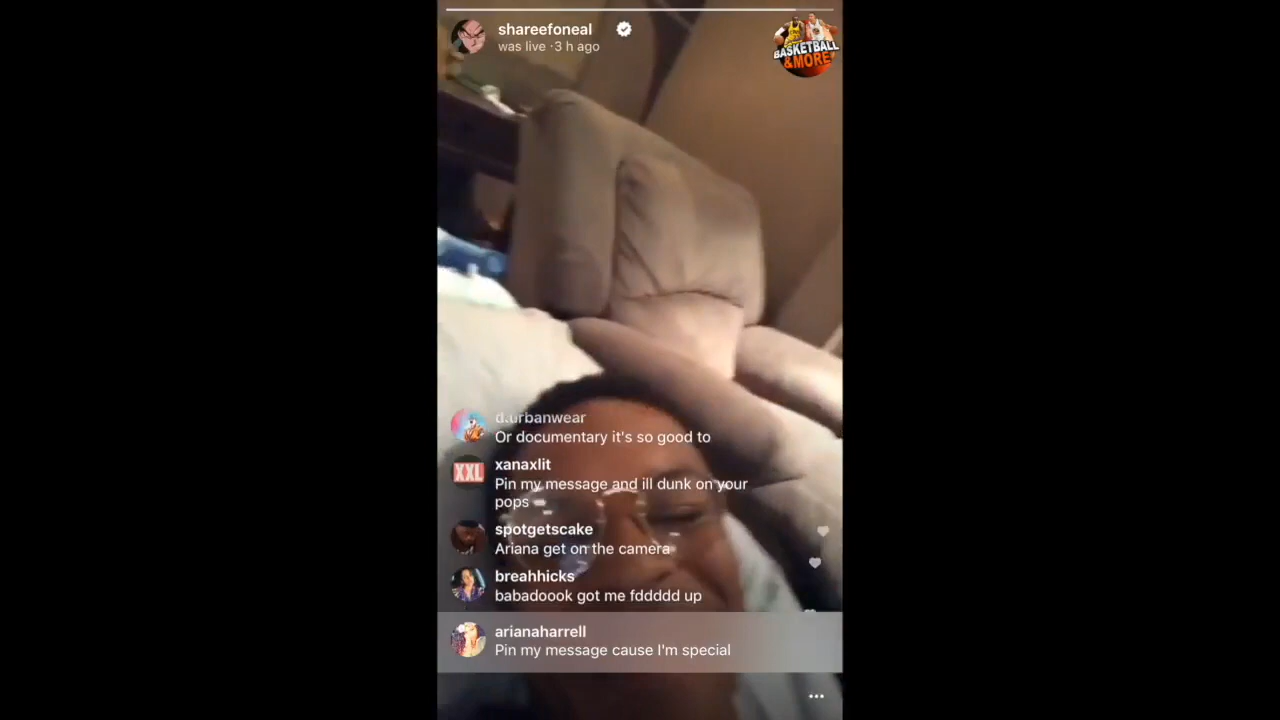 shareefoneal
was live · 3 h ago
BASKETBALL
&MORE
d.urbanwear
Or documentary it's so good to
XXL
xanaxlit
Pin my message and ill dunk on your
pops
spotgetscake
Ariana get on the camera
breahhicks
babadoook got me fddddd up
arianaharrell
Pin my message cause I'm special